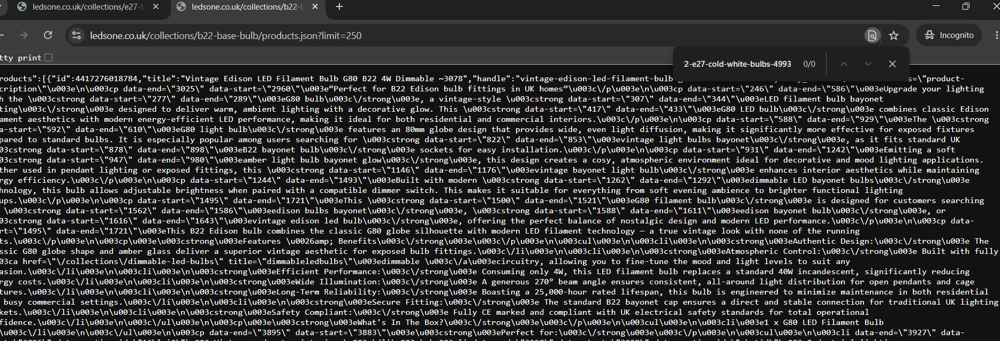 ledsone.co.uk/collections/e27-b
ledsone.co.uk/collections/b22-b
ledsone.co.uk/collections/b22-base-bulb/products.json?limit=250
Incognito
tty print
2-e27-cold-white-bulbs-4993 0/0
roducts":[{"id":4417276018784,"title":"Vintage Edison LED Filament Bulb G80 B22 4W Dimmable ~3078","handle":"vintage-edison-led-filament-bulb
cription\"\u003e\n\u003cp data-end=\"3025\" data-start=\"2960\"\u003e“Perfect for B22 Edison bulb fittings in UK homes”\u003c\/p\u003e\n\u003cp data-start=\"246\" data-end=\"586\"\u003eUpgrade your lighting
h the \u003cstrong data-start=\"277\" data-end=\"289\"\u003eG80 bulb\u003c\/strong\u003e, a vintage-style \u003cstrong data-start=\"307\" data-end=\"344\"\u003eLED filament bulb bayonet
ting\u003c\/strong\u003e designed to deliver warm, ambient lighting with a decorative glow. This \u003cstrong data-start=\"417\" data-end=\"433\"\u003eG80 LED bulb\u003c\/strong\u003e combines classic Edison
ament aesthetics with modern energy-efficient LED performance, making it ideal for both residential and commercial interiors.\u003c\/p\u003e\n\u003cp data-start=\"588\" data-end=\"929\"\u003eThe \u003cstrong
a-start=\"592\" data-end=\"610\"\u003eG80 light bulb\u003c\/strong\u003e features an 80mm globe design that provides wide, even light diffusion, making it significantly more effective for exposed fixtures
pared to standard bulbs. It is especially popular among users searching for \u003cstrong data-start=\"822\" data-end=\"853\"\u003evintage light bulbs bayonet\u003c\/strong\u003e, as it fits standard UK
03cstrong data-start=\"878\" data-end=\"898\"\u003eB22 bayonet bulb\u003c\/strong\u003e sockets for easy installation.\u003c\/p\u003e\n\u003cp data-start=\"931\" data-end=\"1242\"\u003eEmitting a soft
03cstrong data-start=\"947\" data-end=\"980\"\u003eamber light bulb bayonet glow\u003c\/strong\u003e, this design creates a cosy, atmospheric environment ideal for decorative and mood lighting applications.
ther used in pendant lighting or exposed fittings, this \u003cstrong data-start=\"1146\" data-end=\"1176\"\u003evintage bayonet light bulb\u003c\/strong\u003e enhances interior aesthetics while maintaining
rgy efficiency.\u003c\/p\u003e\n\u003cp data-start=\"1244\" data-end=\"1493\"\u003eBuilt with modern \u003cstrong data-start=\"1262\" data-end=\"1292\"\u003edimmable LED bayonet bulbs\u003c\/strong\u003e
hnology, this bulb allows adjustable brightness when paired with a compatible dimmer switch. This makes it suitable for everything from soft evening ambience to brighter functional lighting
ups.\u003c\/p\u003e\n\u003cp data-start=\"1495\" data-end=\"1721\"\u003eThis \u003cstrong data-start=\"1500\" data-end=\"1521\"\u003eG80 filament bulb\u003c\/strong\u003e is designed for customers searching
\u003cstrong data-start=\"1562\" data-end=\"1586\"\u003eedison bulbs bayonet\u003c\/strong\u003e, \u003cstrong data-start=\"1588\" data-end=\"1611\"\u003eedison bayonet bulb\u003c\/strong\u003e, or
03cstrong data-start=\"1616\" data-end=\"1643\"\u003evintage edison led bulb\u003c\/strong\u003e, offering the perfect balance of nostalgic design and modern LED performance.\u003c\/p\u003e\n\u003cp data-
rt=\"1495\" data-end=\"1721\"\u003eThis B22 Edison bulb combines the classic G80 globe silhouette with modern LED filament technology – a true vintage look with none of the running
ts.\u003c\/p\u003e\n\u003cp\u003e\u003cstrong\u003eFeatures \u0026amp; Benefits\u003c\/strong\u003e\u003c\/p\u003e\n\u003cul\u003e\n\u003cli\u003e\n\u003cstrong\u003eAuthentic Design:\u003c\/strong\u003e The
ssic G80 globe shape and amber glass deliver a superior vintage aesthetic for exposed bulb fittings.\u003c\/li\u003e\n\u003cli\u003e\n\u003cstrong\u003eAtmospheric Control:\u003c\/strong\u003e Built with fully
03ca href=\"\/collections\/dimmable-led-bulbs\" title=\"dimmableledbulbs\"\u003edimmable \u003c\/a\u003ecircuitry, allowing you to fine-tune the mood and light levels to suit any
asion.\u003c\/li\u003e\n\u003cli\u003e\n\u003cstrong\u003eEfficient Performance:\u003c\/strong\u003e Consuming only 4W, this LED filament bulb replaces a standard 40W incandescent, significantly reducing
rgy costs.\u003c\/li\u003e\n\u003cli\u003e\n\u003cstrong\u003eWide Illumination:\u003c\/strong\u003e A generous 270° beam angle ensures consistent, all-around light distribution for open pendants and cage
tures.\u003c\/li\u003e\n\u003cli\u003e\n\u003cstrong\u003eLong-Term Reliability:\u003c\/strong\u003e Boasting a 25,000-hour rated lifespan, this bulb is engineered to minimize maintenance in both residential
busy commercial settings.\u003c\/li\u003e\n\u003cli\u003e\n\u003cstrong\u003eSecure Fitting:\u003c\/strong\u003e The standard B22 bayonet cap ensures a direct and stable connection for traditional UK lighting
kets.\u003c\/li\u003e\n\u003cli\u003e\n\u003cstrong\u003eSafety Compliant:\u003c\/strong\u003e Fully CE marked and compliant with UK electrical safety standards for total operational
fidence.\u003c\/li\u003e\n\u003c\/ul\u003e\n\u003cp\u003e\u003cstrong\u003eWhat's In The Box?\u003c\/strong\u003e\u003c\/p\u003e\n\u003cul\u003e\n\u003cli\u003e1 x G80 LED Filament Bulb
\u003c\/li\u003e\n\u003c\/ul\u003e\n\u003cp data-end=\"3895\" data-start=\"3883\"\u003ePerfect for:\u003c\/strong\u003e\u003c\/p\u003e\n\u003cul\u003e\n\u003cli data-end=\"3927\" data-